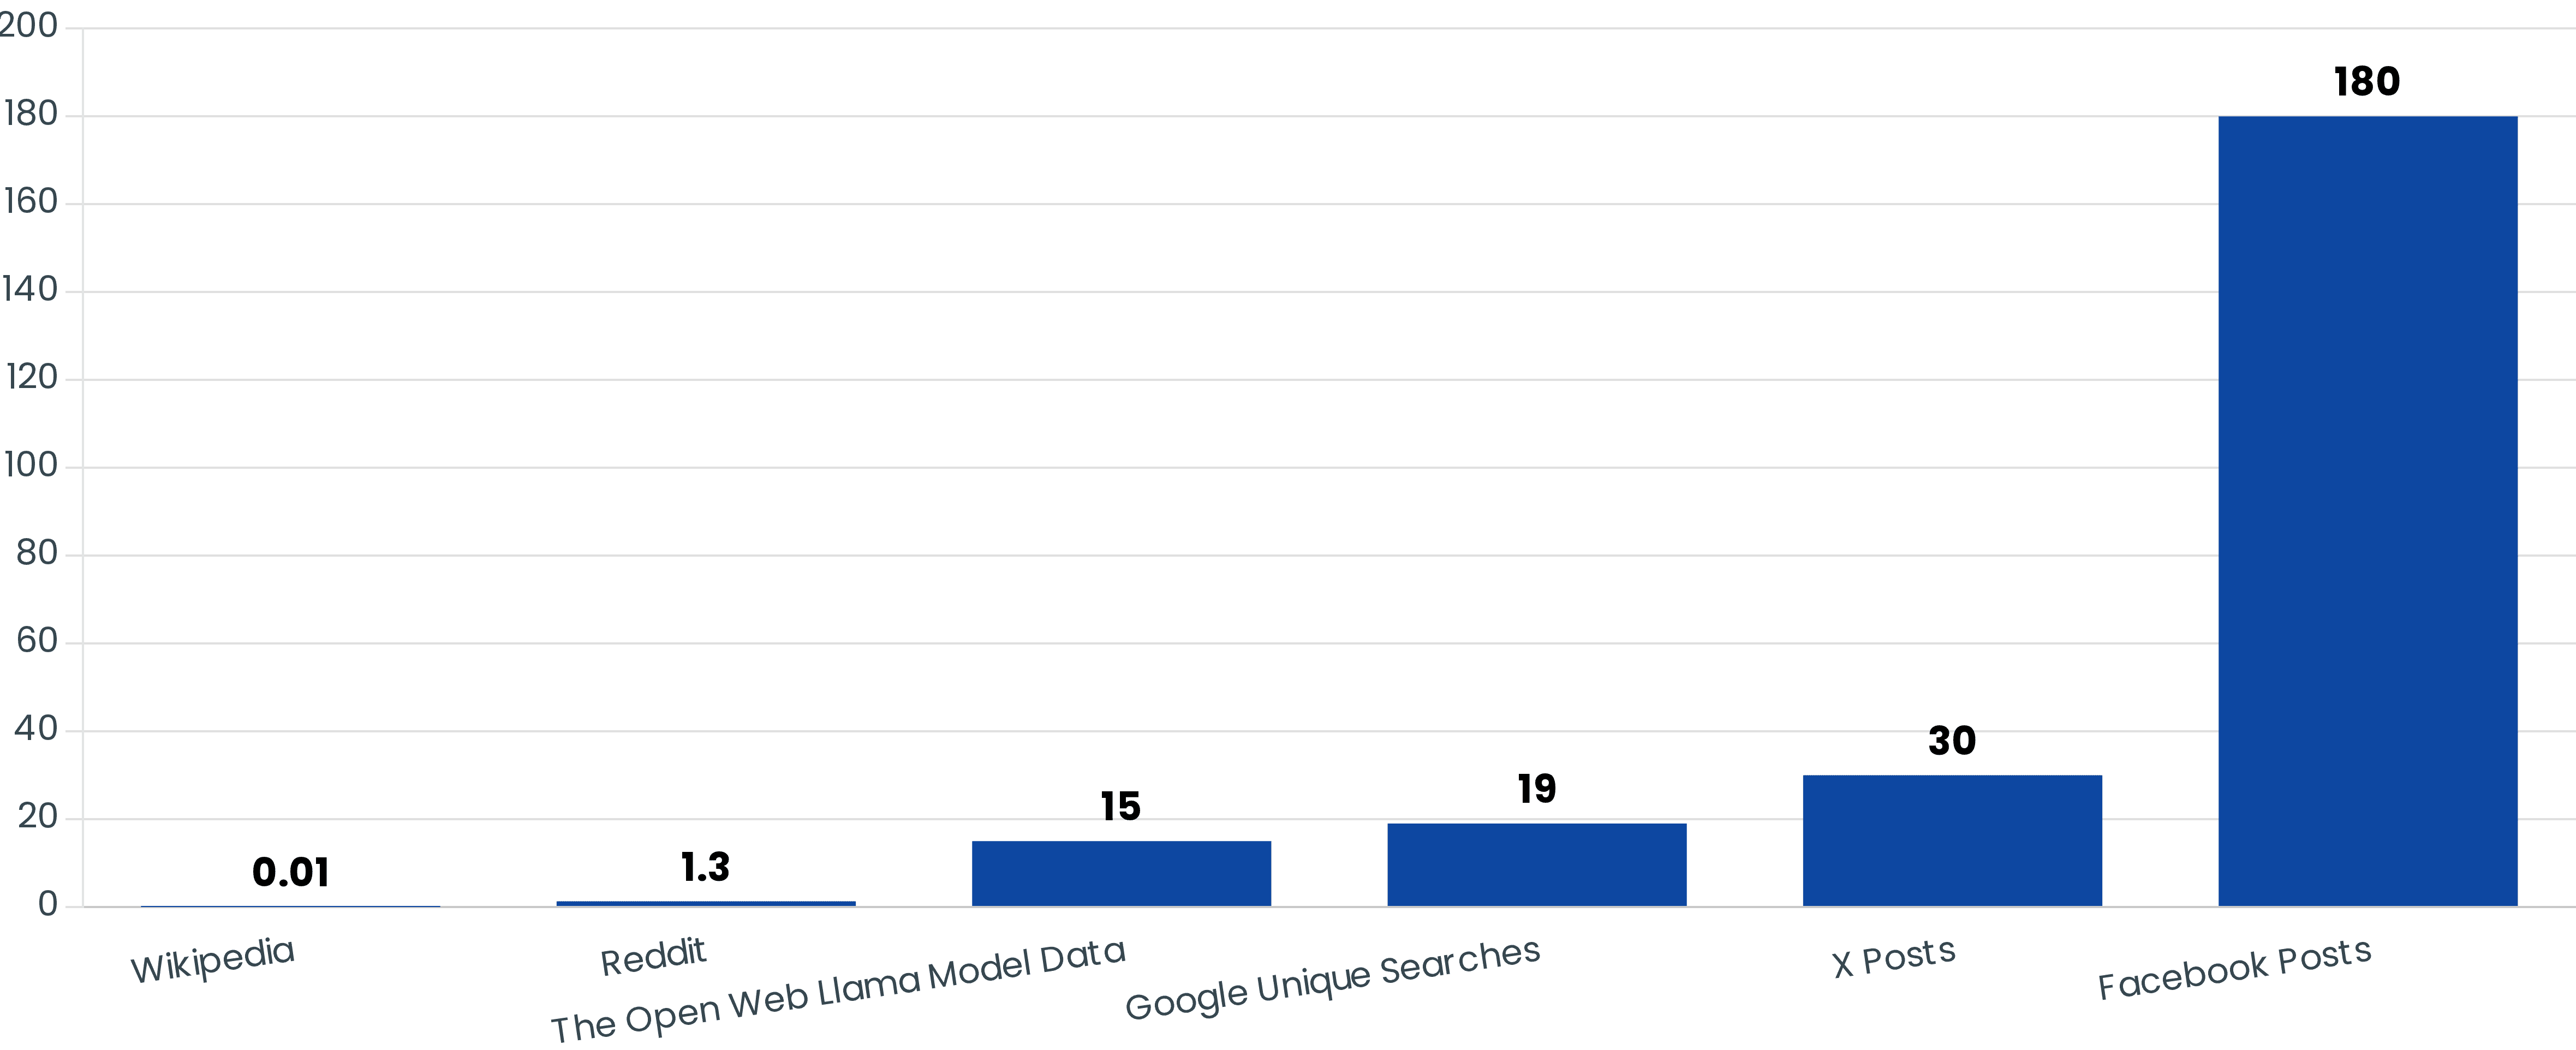 200
180
160
140
120
100
80
60
40
20
0
0.01
1.3
15
19
30
180
Wikipedia
Reddit
The Open Web Llama Model Data
Google Unique Searches
X Posts
Facebook Posts